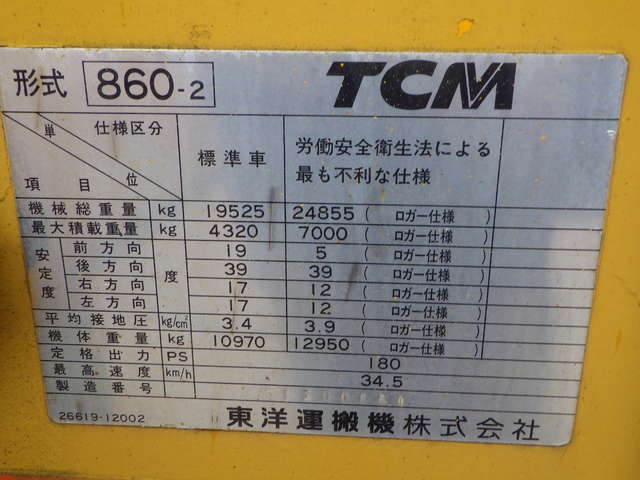 形式 860-2 TCM
単位 仕様区分 標準車 労働安全衛生法による
項目 最も不利な仕様
機械総重量 kg 19525 24855 ( ロガー仕様
最大積載重量 kg 4320 7000 ( ロガー仕様
安定度 前方向 度 19 5 ( ロガー仕様
後方向 39 39 ( ロガー仕様
右方向 17 12 ( ロガー仕様
左方向 17 12 ( ロガー仕様
平均接地圧 kg/cm² 3.4 3.9 ( ロガー仕様
機体重量 kg 10970 12950 ( ロガー仕様
定格出力 PS 180
最高速度 km/h 34.5
製造番号
26619-12002 東洋運搬機株式会社